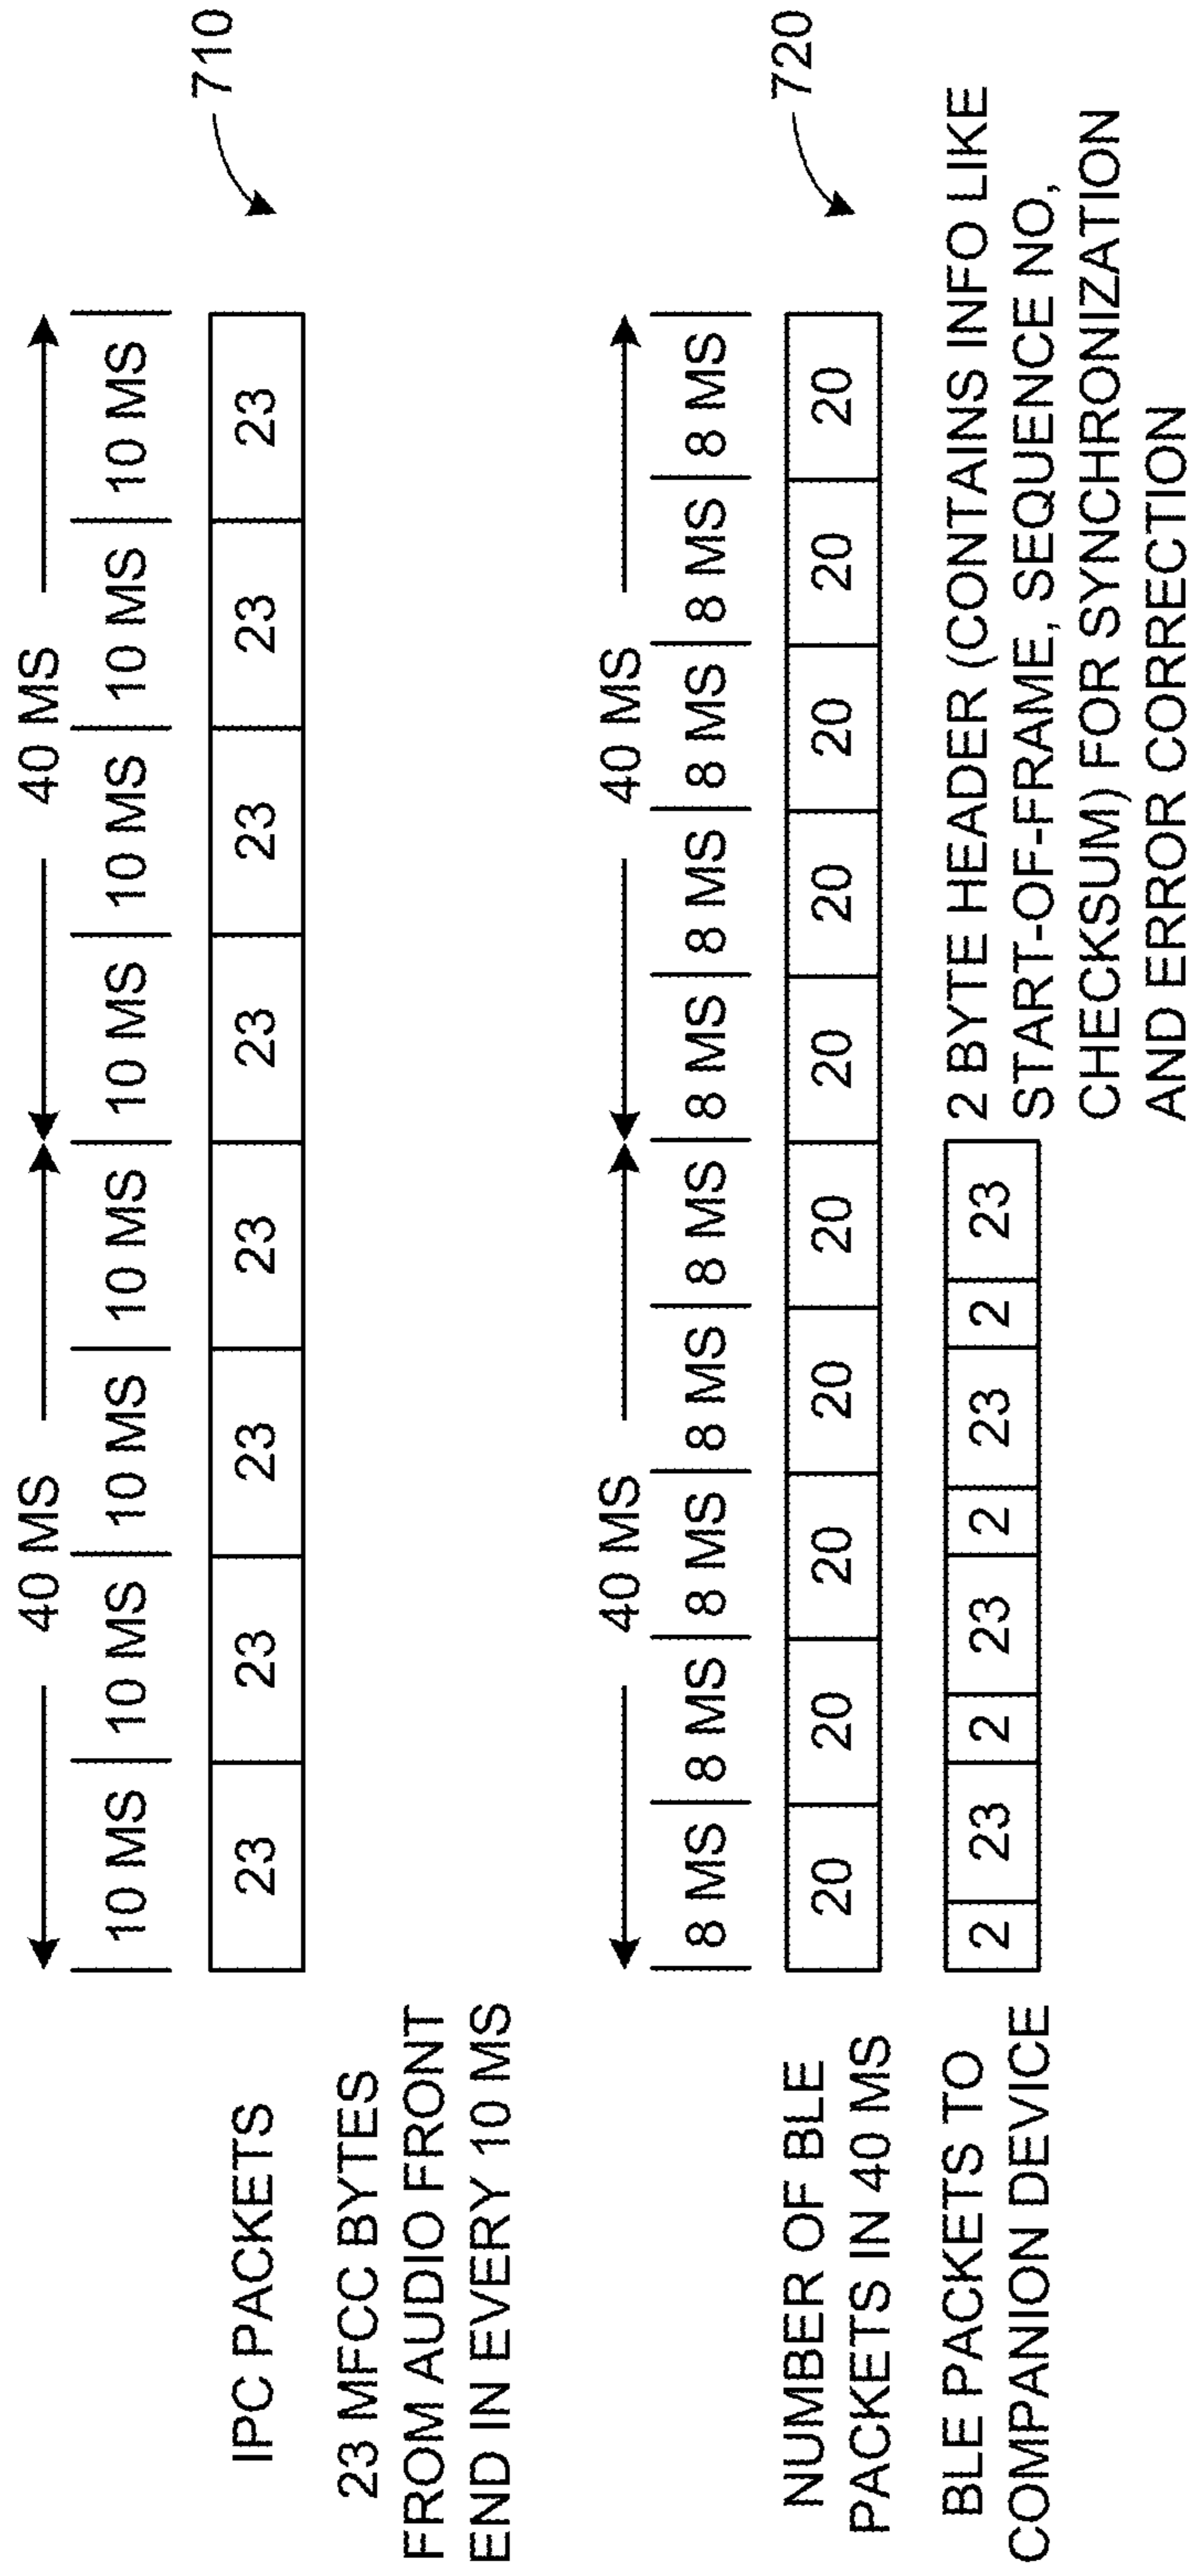 40 MS 40 MS
10 MS 10 MS 10 MS 10 MS 10 MS 10 MS 10 MS 10 MS
710
IPC PACKETS
23 23 23 23 23 23 23 23
23 MFCC BYTES
FROM AUDIO FRONT
END IN EVERY 10 MS
40 MS 40 MS
8 MS 8 MS 8 MS 8 MS 8 MS 8 MS 8 MS 8 MS 8 MS 8 MS
720
NUMBER OF BLE
PACKETS IN 40 MS
20 20 20 20 20 20 20 20 20 20
BLE PACKETS TO
COMPANION DEVICE
2 23 2 23 2 23 2 23
2 BYTE HEADER (CONTAINS INFO LIKE
START-OF-FRAME, SEQUENCE NO,
CHECKSUM) FOR SYNCHRONIZATION
AND ERROR CORRECTION